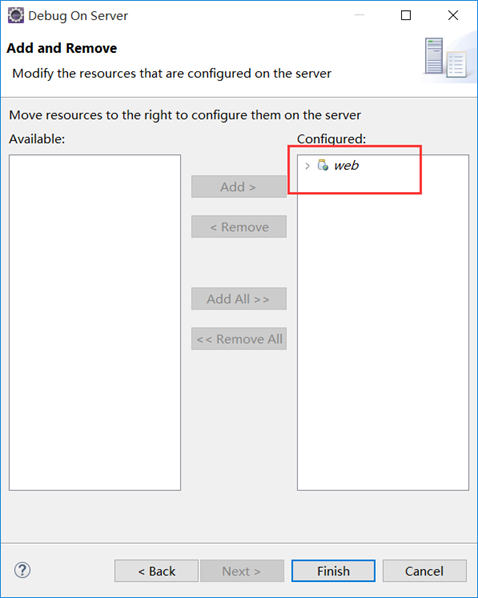 Debug On Server
Add and Remove
Modify the resources that are configured on the server
Move resources to the right to configure them on the server
Available:
Configured:
web
Add >
< Remove
Add All >>
<< Remove All
?
< Back
Next >
Finish
Cancel